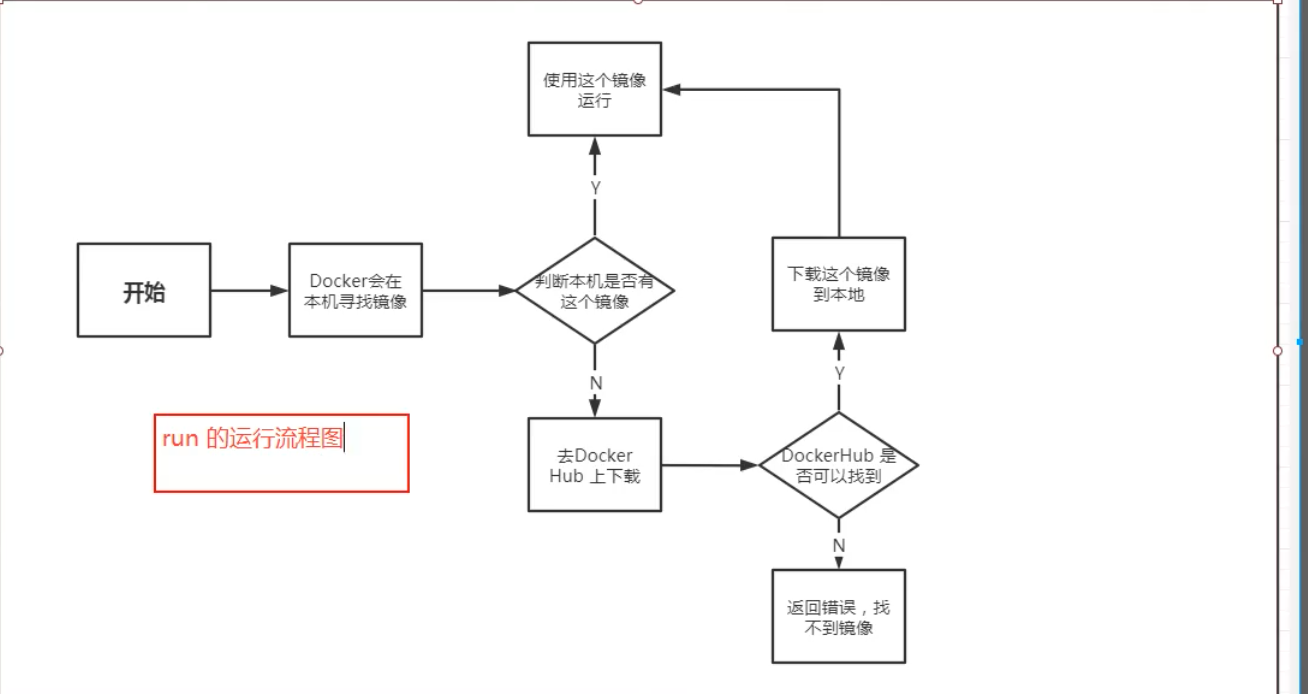 使用这个镜像
运行
Y
开始
Docker会在
本机寻找镜像
判断本机是否有
这个镜像
下载这个镜像
到本地
Y
N
run 的运行流程图
去Docker
Hub 上下载
DockerHub 是
否可以找到
N
返回错误，找
不到镜像